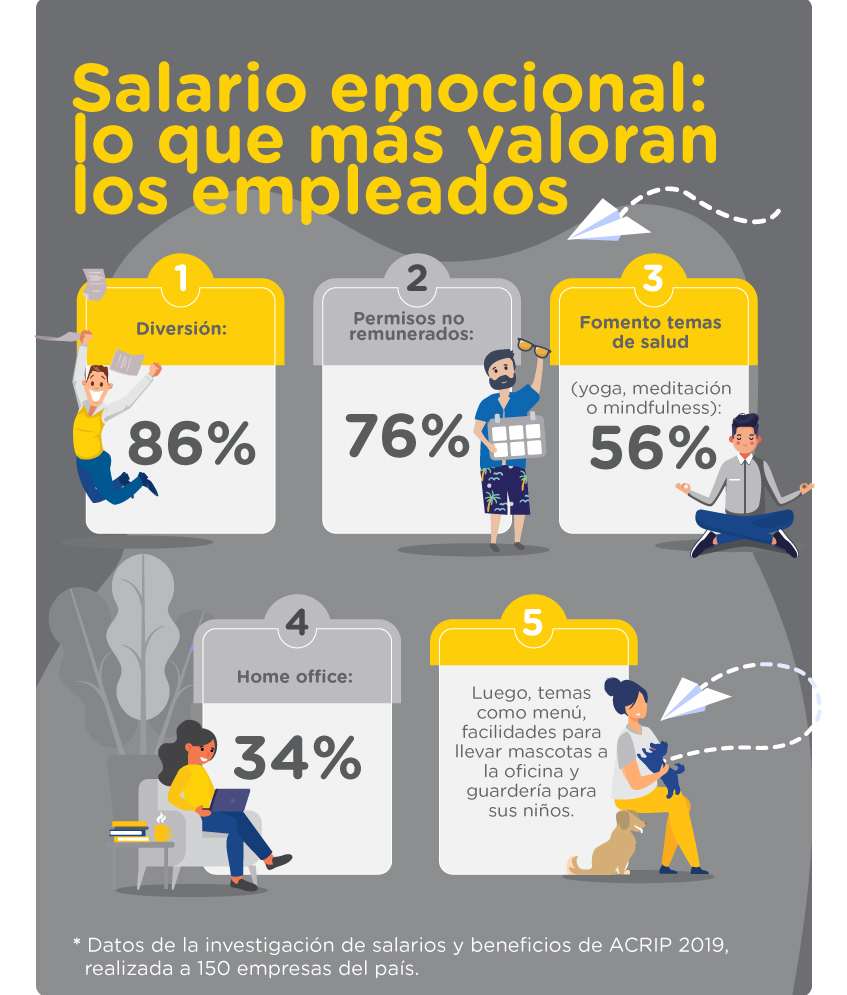 Salario emocional:
lo que más valoran
los empleados
1
Diversión:
86%
2
Permisos no
remunerados:
76%
3
Fomento temas
de salud
(yoga, meditación
o mindfulness):
56%
4
Home office:
34%
5
Luego, temas
como menú,
facilidades para
llevar mascotas a
la oficina y
guardería para
sus niños.
* Datos de la investigación de salarios y beneficios de ACRIP 2019,
realizada a 150 empresas del país.